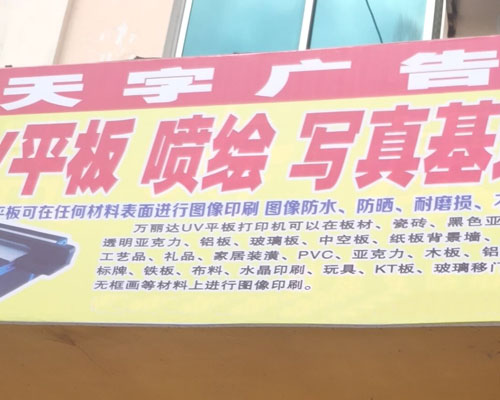 天字广告
V平板 喷绘 写真基
平板可在任何材料表面进行图像印刷 图像防水、防晒、耐磨损、
万丽达UV平板打印机可以在板材、瓷砖、黑色亚
透明亚克力、铝板、玻璃板、中空板、纸板背景墙、
工艺品、礼品、家居装潢、PVC、亚克力、木板、铝
标牌、铁板、布料、水晶印刷、玩具、KT板、玻璃移门
无框画等材料上进行图像印刷。